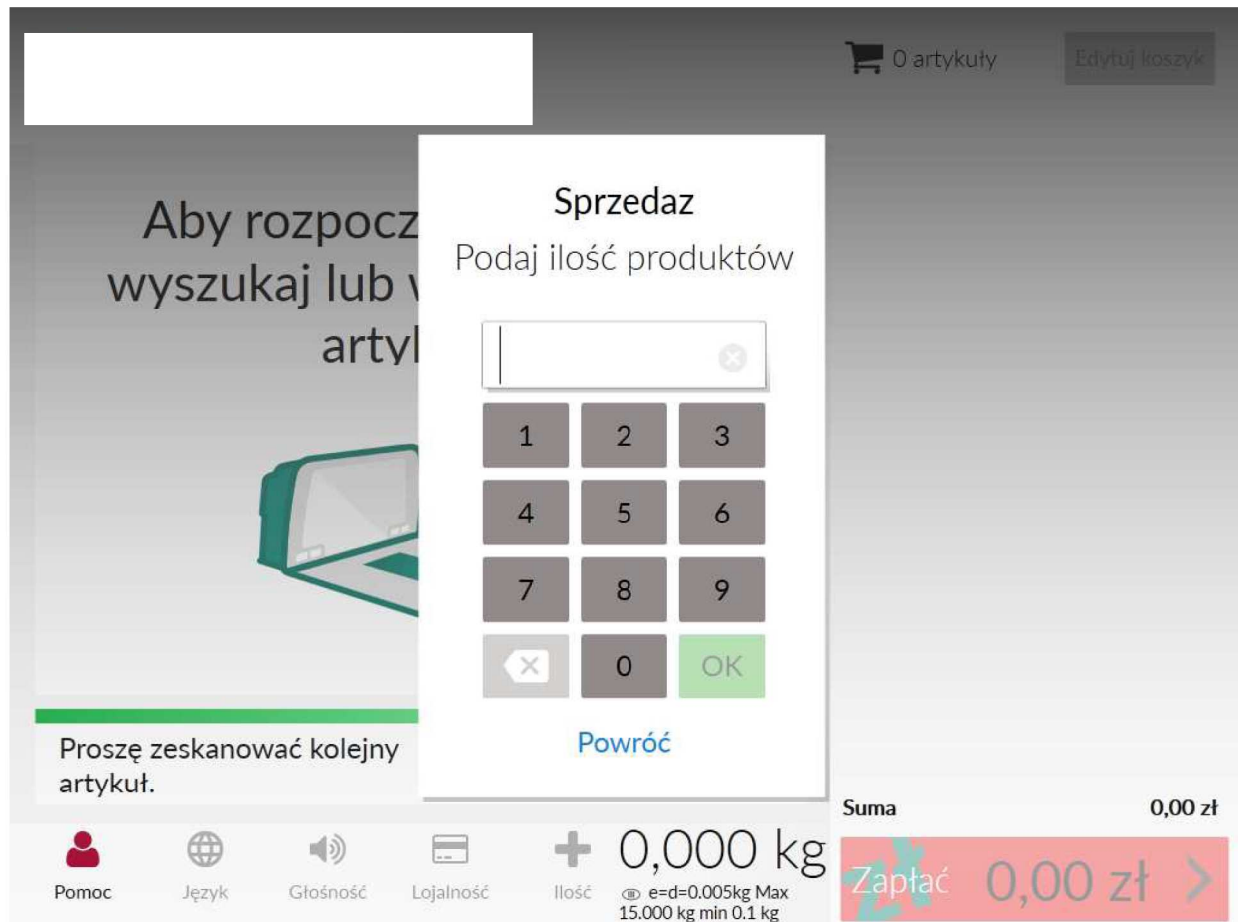 0 artykuły
Edytuj koszyk
Aby rozpocz
wyszukaj lub
arty
Sprzedaz
Podaj ilość produktów
1 2 3
4 5 6
7 8 9
0 OK
Powróć
Proszę zeskanować kolejny
artykuł.
Suma 0,00 zł
Zapłać 0,00 zł
Pomoc
Język
Głośność
Lojalność
Ilość
0,000 kg
e=d=0.005kg Max
15.000 kg min 0.1 kg